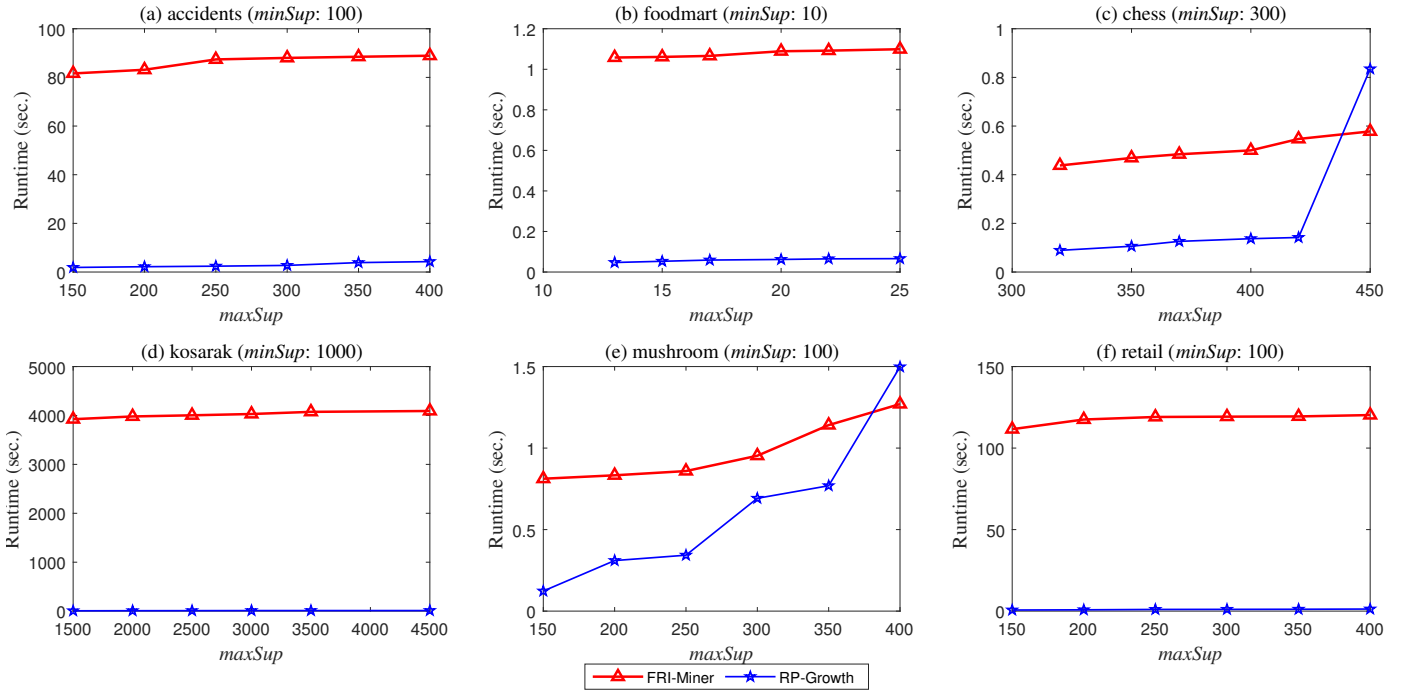 (a) accidents (minSup: 100)
100
80
60
40
20
0
Runtime (sec.)
150 200 250 300 350 400
maxSup
(b) foodmart (minSup: 10)
1.2
1
0.8
0.6
0.4
0.2
0
Runtime (sec.)
10 15 20 25
maxSup
(c) chess (minSup: 300)
1
0.8
0.6
0.4
0.2
0
Runtime (sec.)
300 350 400 450
maxSup
(d) kosarak (minSup: 1000)
5000
4000
3000
2000
1000
0
Runtime (sec.)
1500 2000 2500 3000 3500 4000 4500
maxSup
(e) mushroom (minSup: 100)
1.5
1
0.5
0
Runtime (sec.)
150 200 250 300 350 400
maxSup
(f) retail (minSup: 100)
150
100
50
0
Runtime (sec.)
150 200 250 300 350 400
maxSup
FRI-Miner RP-Growth